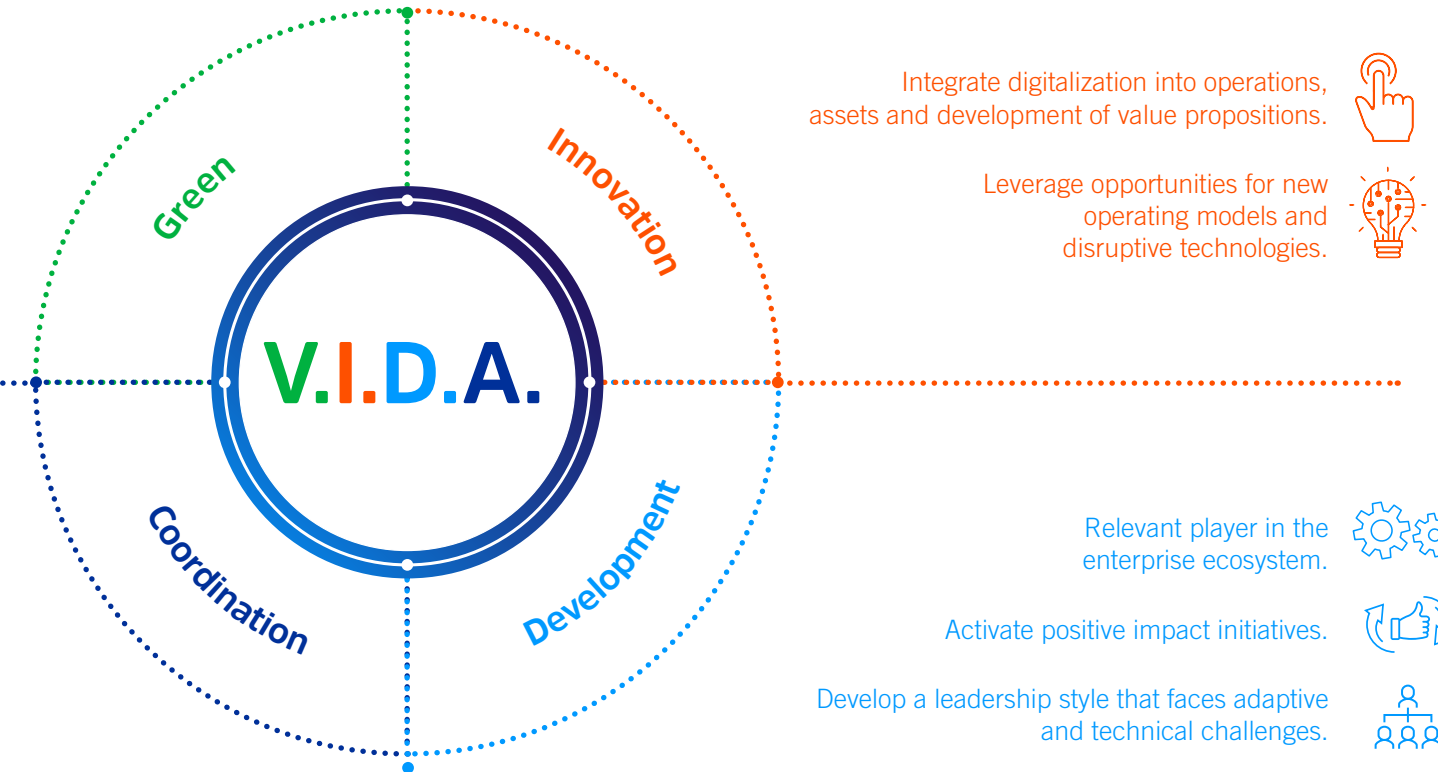 Green
Innovation
V.I.D.A.
Coordination
Development
Integrate digitalization into operations,
assets and development of value propositions.
Leverage opportunities for new
operating models and
disruptive technologies.
Relevant player in the
enterprise ecosystem.
Activate positive impact initiatives.
Develop a leadership style that faces adaptive
and technical challenges.